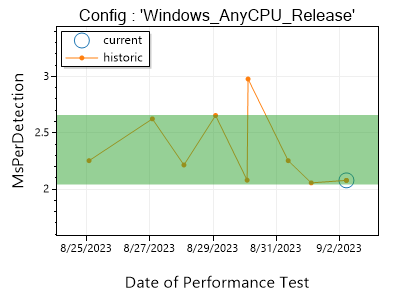 Config : 'Windows_AnyCPU_Release'
current
historic
MsPerDetection
3
2.5
2
8/25/2023
8/27/2023
8/29/2023
8/31/2023
9/2/2023
Date of Performance Test